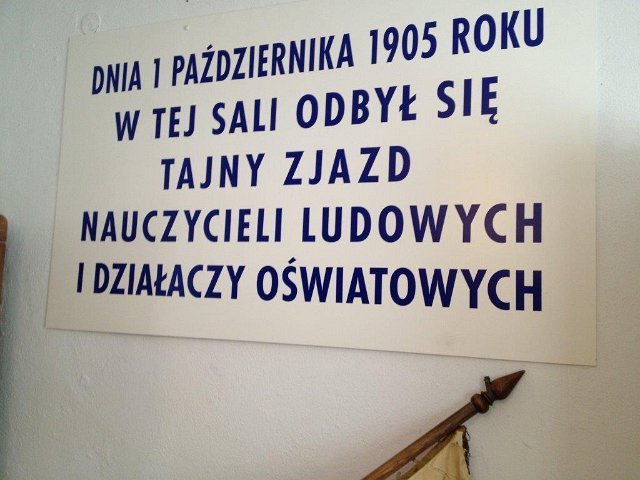 DNIA 1 PAŹDZIERNIKA 1905 ROKU
W TEJ SALI ODBYŁ SIĘ
TAJNY ZJAZD
NAUCZYCIELI LUDOWYCH
I DZIAŁACZY OŚWIATOWYCH